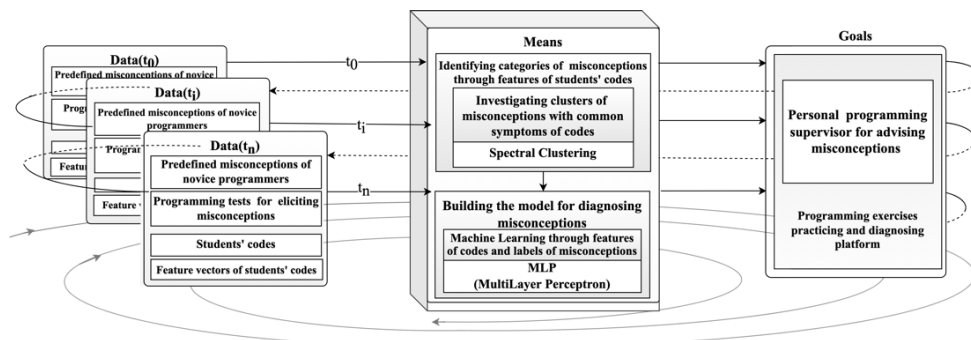 Data(t0)
Predefined misconceptions of novice
Data(ti)
Predefined misconceptions of novice
programmers
Feature
Data(tn)
Predefined misconceptions of
novice programmers
Programming tests for eliciting
misconceptions
Students' codes
Feature vectors of students' codes
t0
ti
tn
Means
Identifying categories of misconceptions
through features of students' codes
Investigating clusters of
misconceptions with common
symptoms of codes
Spectral Clustering
Building the model for diagnosing
misconceptions
Machine Learning through features
of codes and labels of misconceptions
MLP
(MultiLayer Perceptron)
Goals
Personal programming
supervisor for advising
misconceptions
Programming exercises
practicing and diagnosing
platform